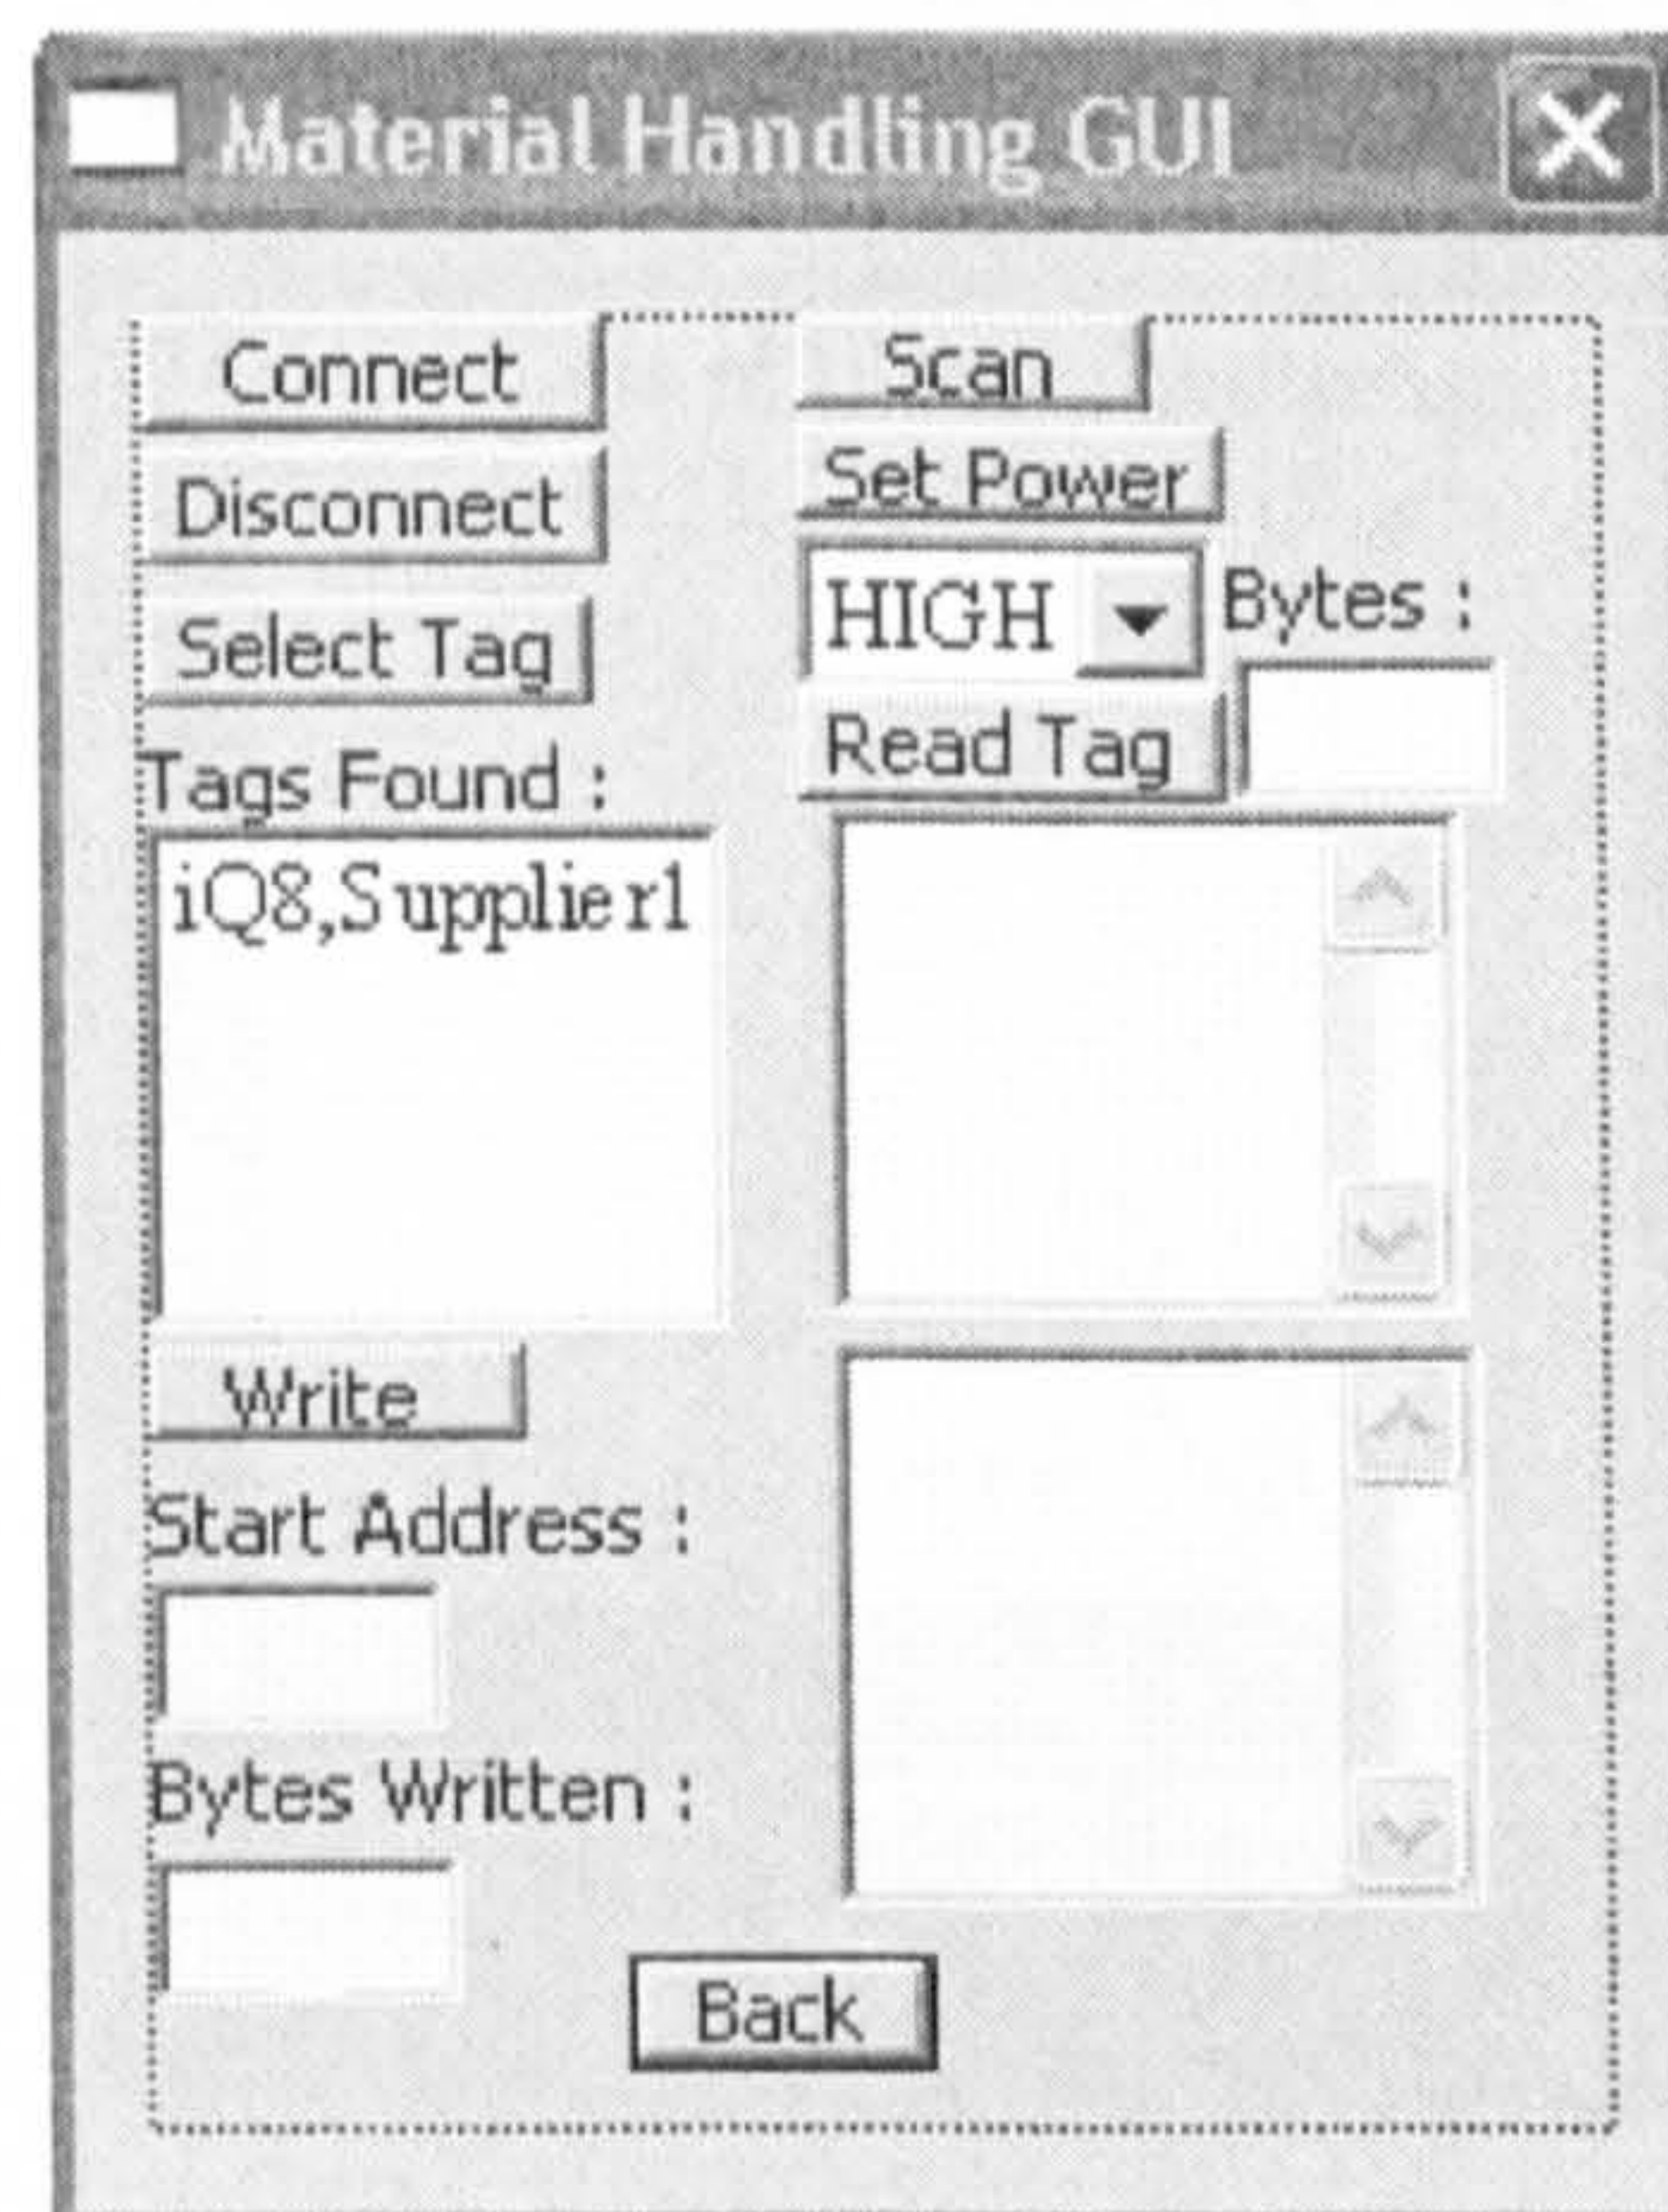 Material Handling GUI
Connect
Scan
Disconnect
Set Power
HIGH
Bytes :
Select Tag
Read Tag
Tags Found :
iQ8,Supplier1
Write
Start Address :
Bytes Written :
Back